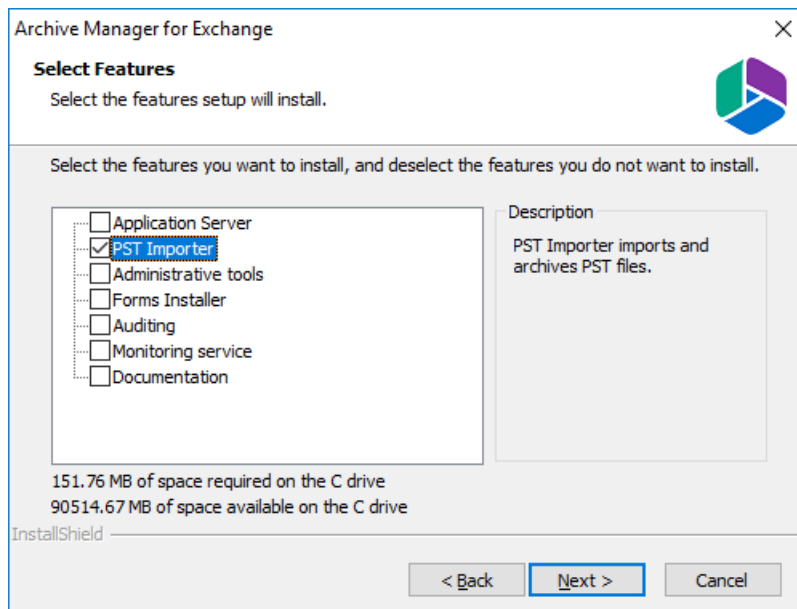 Archive Manager for Exchange
Select Features
Select the features setup will install.
Select the features you want to install, and deselect the features you do not want to install.
Application Server
PST Importer
Administrative tools
Forms Installer
Auditing
Monitoring service
Documentation
Description
PST Importer imports and
archives PST files.
151.76 MB of space required on the C drive
90514.67 MB of space available on the C drive
InstallShield
< Back
Next >
Cancel